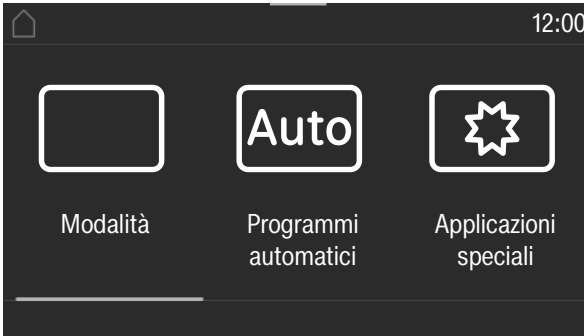 12:00
Auto
Modalità
Programmi
automatici
Applicazioni
speciali